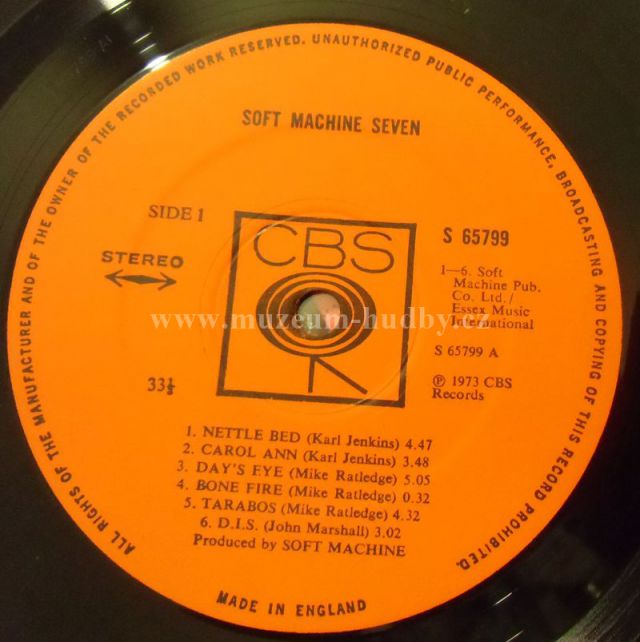 ALL RIGHTS OF THE MANUFACTURER AND OF THE OWNER OF THE RECORDED WORK RESERVED. UNAUTHORIZED PUBLIC PERFORMANCE, BROADCASTING AND COPYING OF THIS RECORD PROHIBITED.
SOFT MACHINE SEVEN
SIDE 1
STEREO
33⅓
CBS
S 65799
1—6. Soft
Machine Pub.
Co. Ltd./
Essex Music
International
S 65799 A
℗ 1973 CBS
Records
www.muzeum-hudby.cz
1. NETTLE BED (Karl Jenkins) 4.47
2. CAROL ANN (Karl Jenkins) 3.48
3. DAY'S EYE (Mike Ratledge) 5.05
4. BONE FIRE (Mike Ratledge) 0.32
5. TARABOS (Mike Ratledge) 4.32
6. D.I.S. (John Marshall) 3.02
Produced by SOFT MACHINE
MADE IN ENGLAND